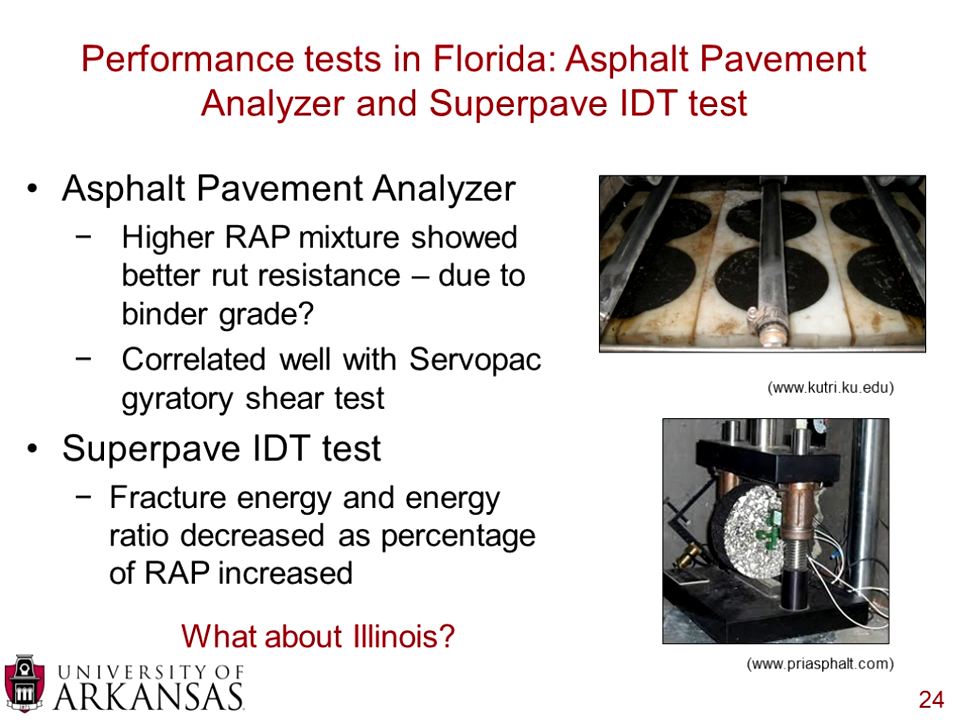 Performance tests in Florida: Asphalt Pavement
Analyzer and Superpave IDT test
• Asphalt Pavement Analyzer
− Higher RAP mixture showed
better rut resistance – due to
binder grade?
− Correlated well with Servopac
gyratory shear test
• Superpave IDT test
− Fracture energy and energy
ratio decreased as percentage
of RAP increased
What about Illinois?
(www.kutri.ku.edu)
(www.priasphalt.com)
UNIVERSITY OF
ARKANSAS
24